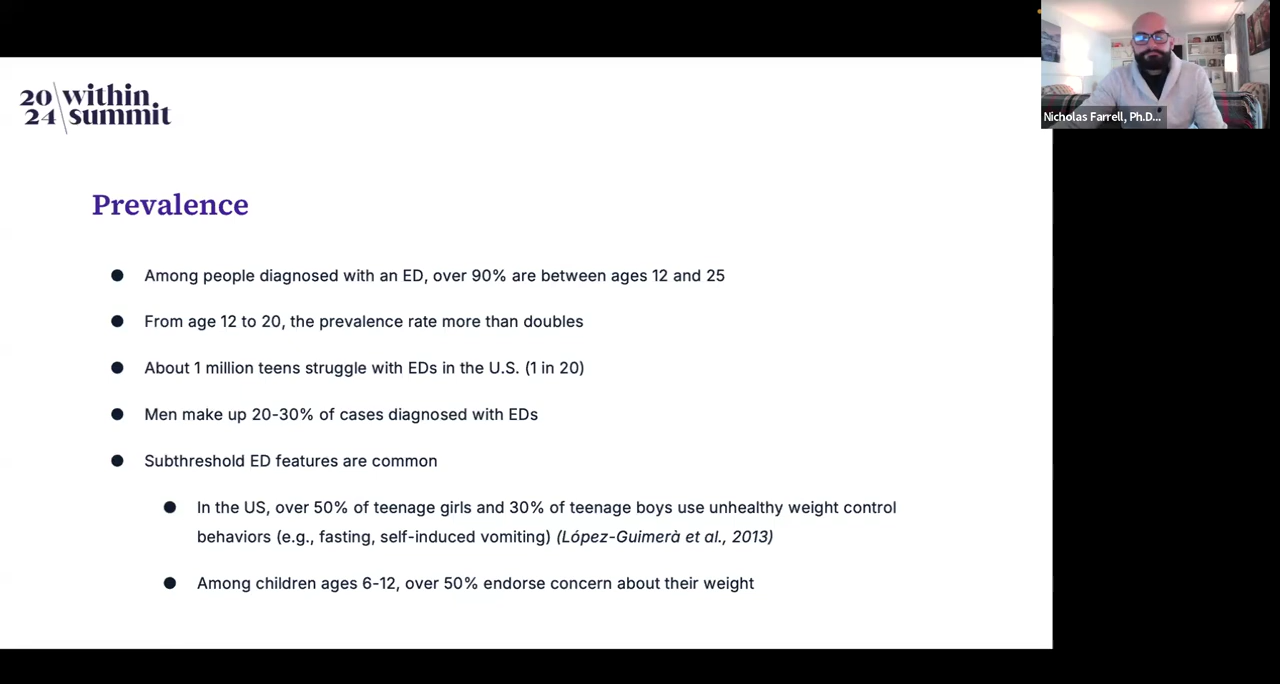 20 within
24 summit
Nicholas Farrell, Ph.D...
Prevalence
Among people diagnosed with an ED, over 90% are between ages 12 and 25
From age 12 to 20, the prevalence rate more than doubles
About 1 million teens struggle with EDs in the U.S. (1 in 20)
Men make up 20-30% of cases diagnosed with EDs
Subthreshold ED features are common
In the US, over 50% of teenage girls and 30% of teenage boys use unhealthy weight control
behaviors (e.g., fasting, self-induced vomiting) (López-Guimerà et al., 2013)
Among children ages 6-12, over 50% endorse concern about their weight